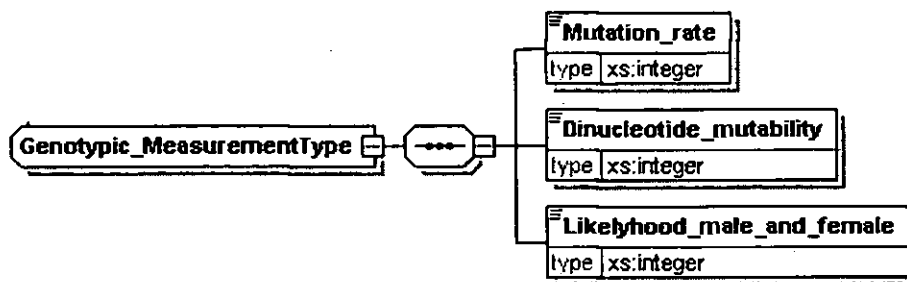 Mutation_rate
type xs:integer
Genotypic_MeasurementType
Dinucleotide_mutability
type xs:integer
Likelyhood_male_and_female
type xs:integer